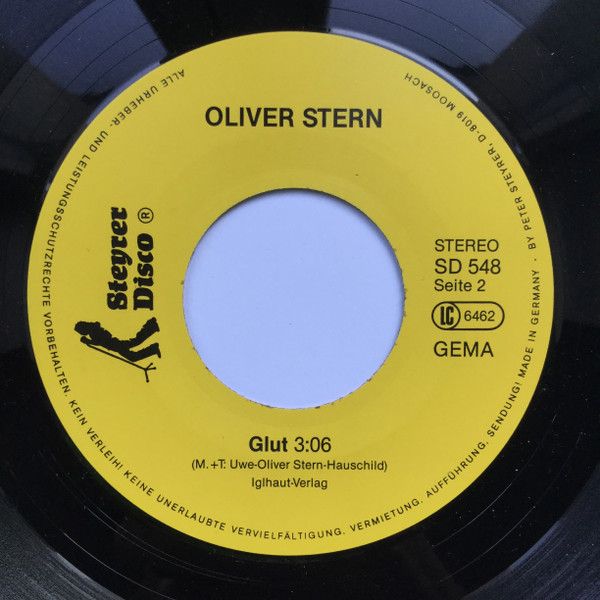 OLIVER STERN
Steyrer
Disco ®
STEREO
SD 548
Seite 2
LC 6462
GEMA
Glut 3:06
(M.+T: Uwe-Oliver Stern-Hauschild)
Iglhaut-Verlag
ALLE URHEBER- UND LEISTUNGSSCHUTZRECHTE VORBEHALTEN. KEIN VERLEIH! KEINE UNERLAUBTE VERVIELFÄLTIGUNG, VERMIETUNG, AUFFÜHRUNG, SENDUNG! MADE IN GERMANY · BY PETER STEYRER, D-8019 MOOSACH